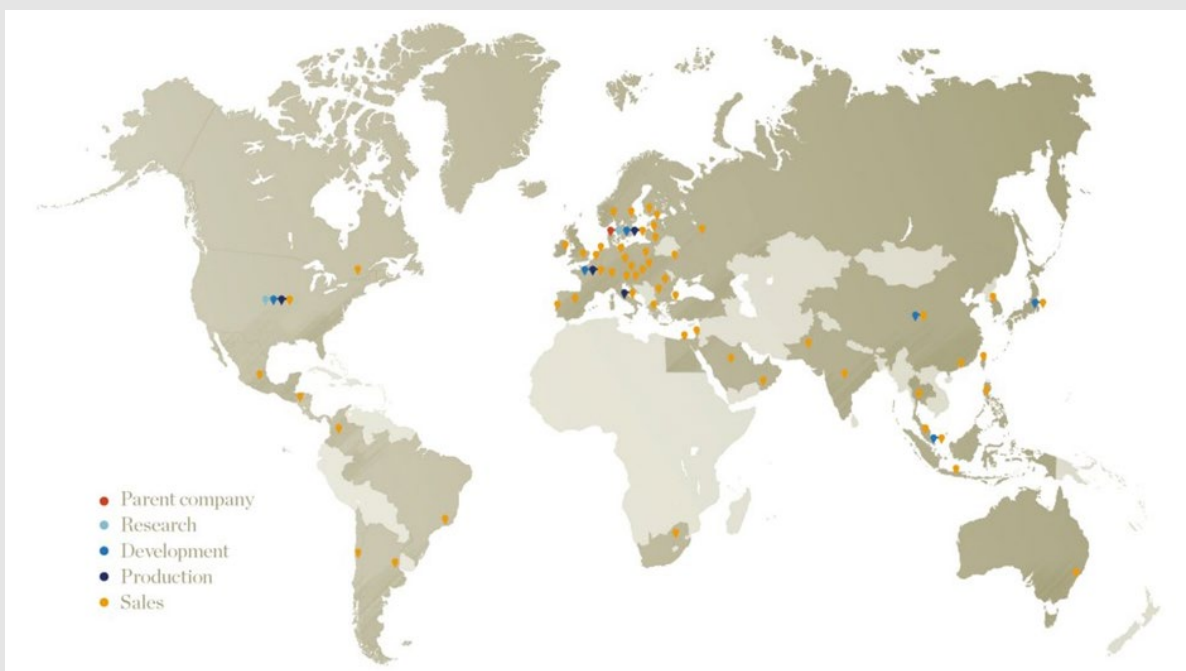 Parent company
Research
Development
Production
Sales